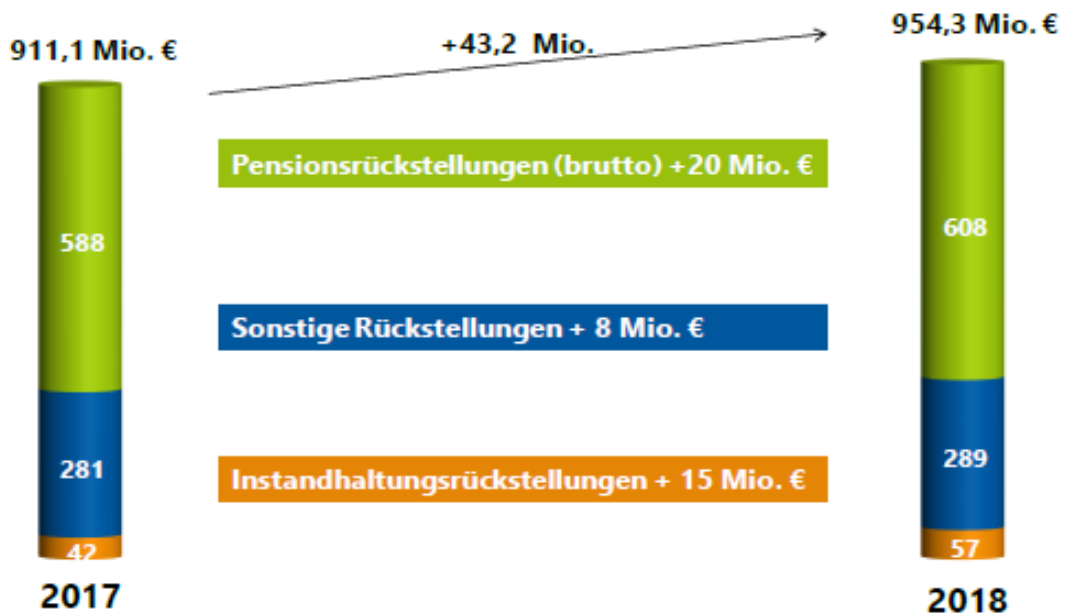 911,1 Mio. €
+43,2 Mio.
954,3 Mio. €
Pensionsrückstellungen (brutto) +20 Mio. €
588
608
Sonstige Rückstellungen + 8 Mio. €
281
289
Instandhaltungsrückstellungen + 15 Mio. €
42
57
2017
2018